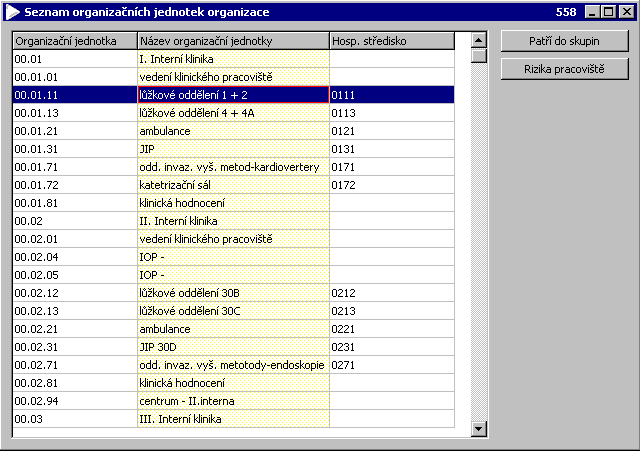 Seznam organizačních jednotek organizace 558
Organizační jednotka Název organizační jednotky Hosp. středisko
Patří do skupin
Rizika pracoviště
00.01 I. Interní klinika
00.01.01 vedení klinického pracoviště
00.01.11 lůžkové oddělení 1 + 2 0111
00.01.13 lůžkové oddělení 4 + 4A 0113
00.01.21 ambulance 0121
00.01.31 JIP 0131
00.01.71 odd. invaz. vyš. metod-kardiovertery 0171
00.01.72 katetrizační sál 0172
00.01.81 klinická hodnocení
00.02 II. Interní klinika
00.02.01 vedení klinického pracoviště
00.02.04 IOP -
00.02.05 IOP -
00.02.12 lůžkové oddělení 30B 0212
00.02.13 lůžkové oddělení 30C 0213
00.02.21 ambulance 0221
00.02.31 JIP 30D 0231
00.02.71 odd. invaz. vyš. metotody-endoskopie 0271
00.02.81 klinická hodnocení
00.02.94 centrum - II.interna
00.03 III. Interní klinika